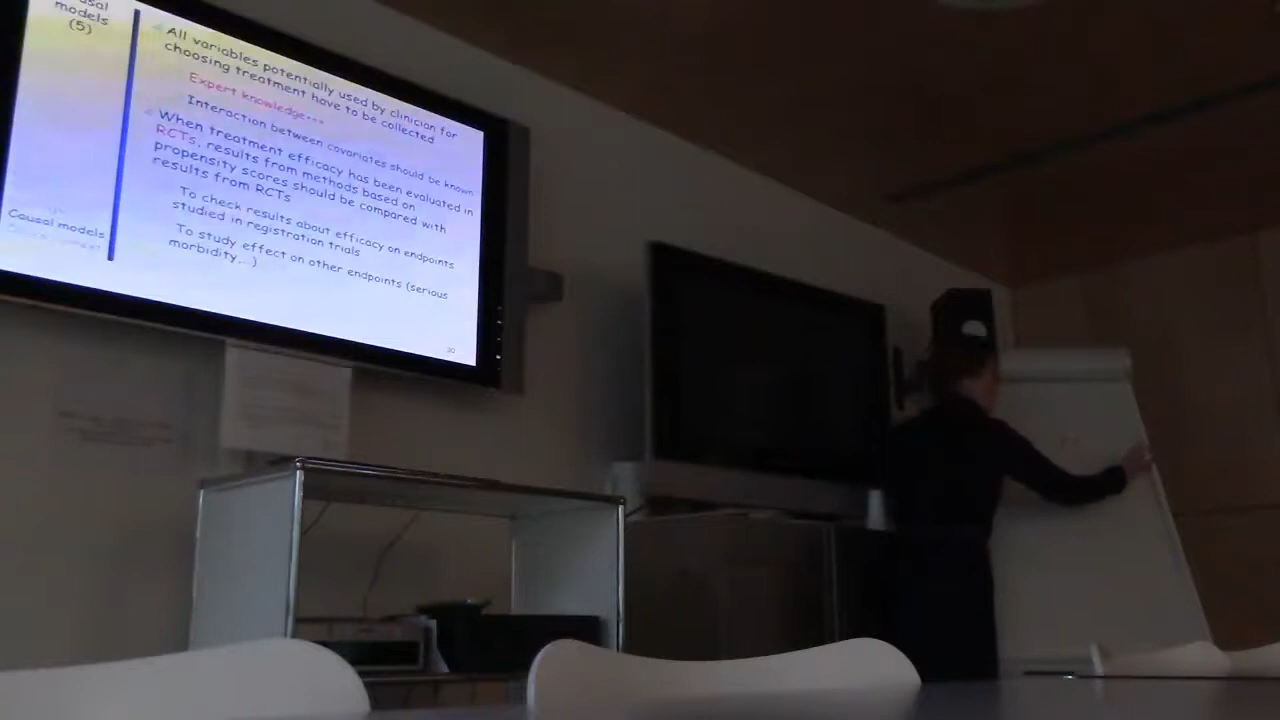 models
(5)
All variables potentially used by clinician for
choosing treatment have to be collected
Expert knowledge...
Interaction between covariates should be known
When treatment efficacy has been evaluated in
RCTs, results from methods based on
propensity scores should be compared with
results from RCTs
To check results about efficacy on endpoints
studied in registration trials
To study effect on other endpoints (serious
morbidity,...)
Causal models
30